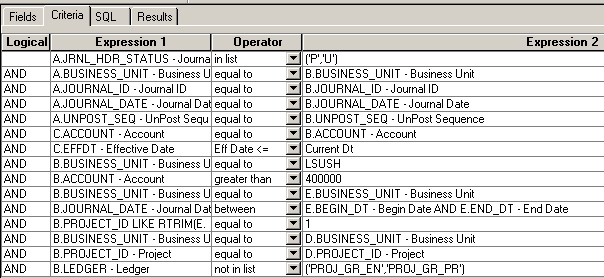 Fields Criteria SQL Results
Logical Expression 1 Operator Expression 2
A.JRNL_HDR_STATUS - Journa in list ('P','U')
AND A.BUSINESS_UNIT - Business U equal to B.BUSINESS_UNIT - Business Unit
AND A.JOURNAL_ID - Journal ID equal to B.JOURNAL_ID - Journal ID
AND A.JOURNAL_DATE - Journal Dat equal to B.JOURNAL_DATE - Journal Date
AND A.UNPOST_SEQ - UnPost Sequ equal to B.UNPOST_SEQ - UnPost Sequence
AND C.ACCOUNT - Account equal to B.ACCOUNT - Account
AND C.EFFDT - Effective Date Eff Date <= Current Dt
AND B.BUSINESS_UNIT - Business U equal to LSUSH
AND B.ACCOUNT - Account greater than 400000
AND B.BUSINESS_UNIT - Business U equal to E.BUSINESS_UNIT - Business Unit
AND B.JOURNAL_DATE - Journal Dat between E.BEGIN_DT - Begin Date AND E.END_DT - End Date
AND B.PROJECT_ID LIKE RTRIM(E. equal to 1
AND B.BUSINESS_UNIT - Business U equal to D.BUSINESS_UNIT - Business Unit
AND B.PROJECT_ID - Project equal to D.PROJECT_ID - Project
AND B.LEDGER - Ledger not in list ('PROJ_GR_EN','PROJ_GR_PR')